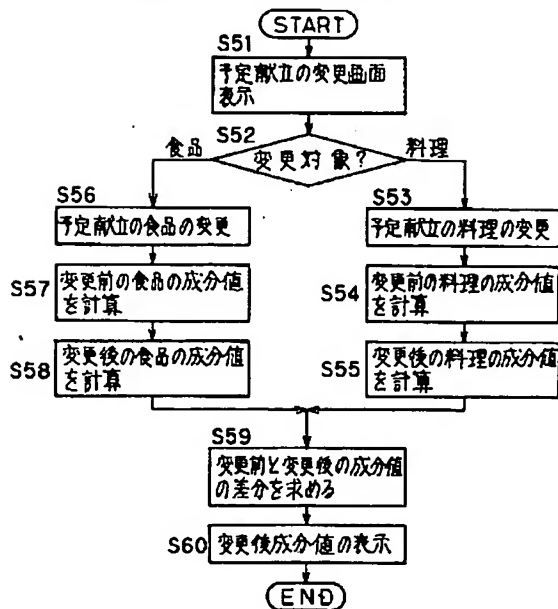 START
S51
予定献立の変更画面
表示
S52
変更対象?
食品
料理
S56
予定献立の食品の変更
S57
変更前の食品の成分値
を計算
S58
変更後の食品の成分値
を計算
S53
予定献立の料理の変更
S54
変更前の料理の成分値
を計算
S55
変更後の料理の成分値
を計算
S59
変更前と変更後の成分値
の差分を求める
S60
変更後成分値の表示
END